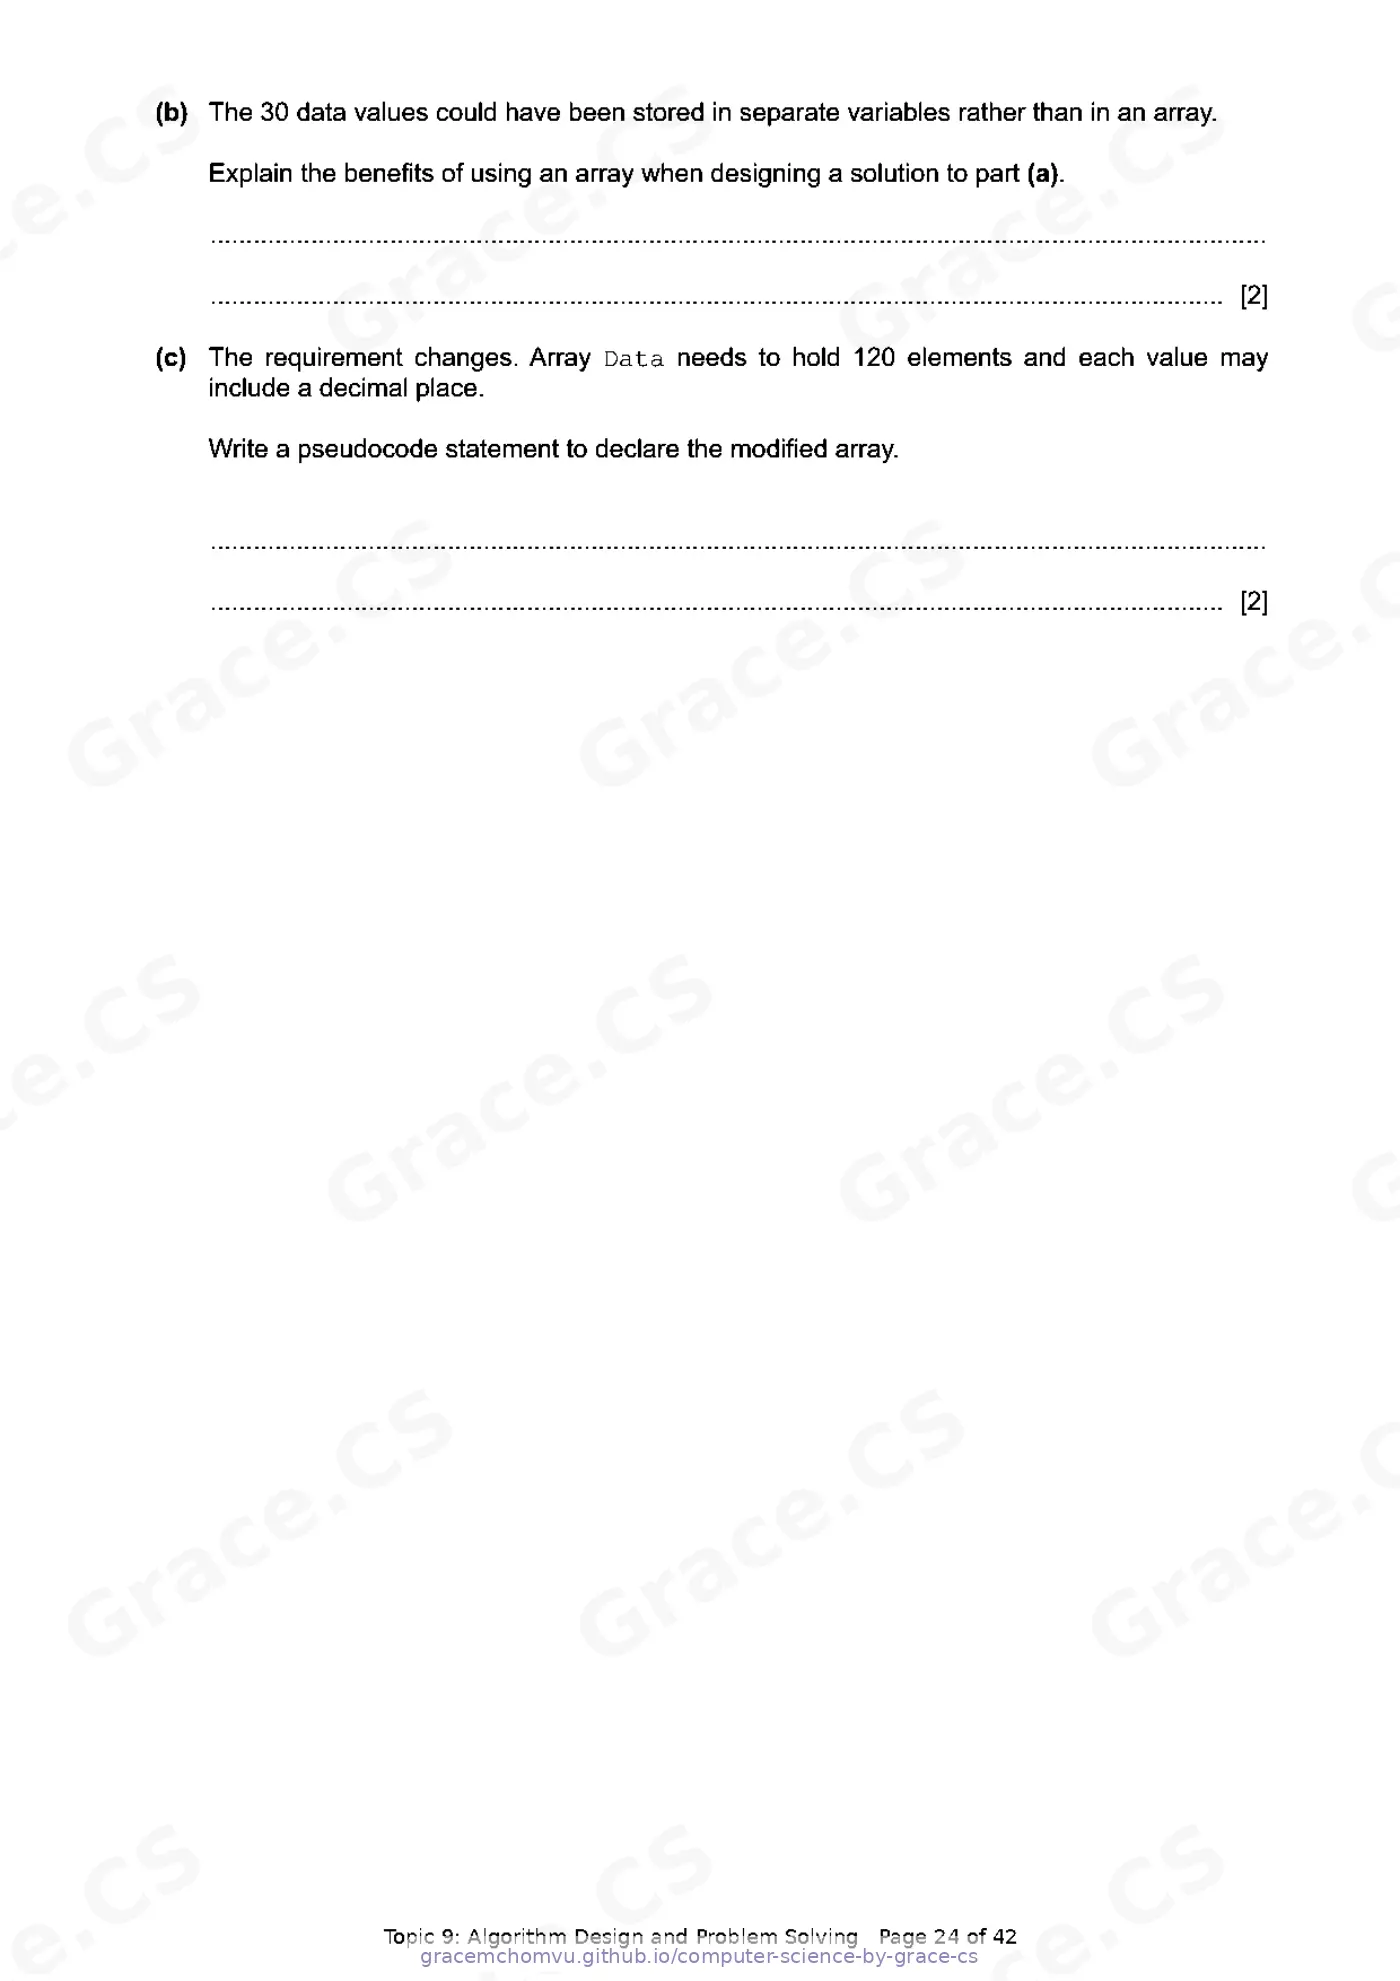 (b) The 30 data values could have been stored in separate variables rather than in an array.
Explain the benefits of using an array when designing a solution to part (a).
[2]
(c) The requirement changes. Array Data needs to hold 120 elements and each value may
include a decimal place.
Write a pseudocode statement to declare the modified array.
[2]
Grace.CS
Topic 9: Algorithm Design and Problem Solving Page 24 of 42
gracemchomvu.github.io/computer-science-by-grace-cs